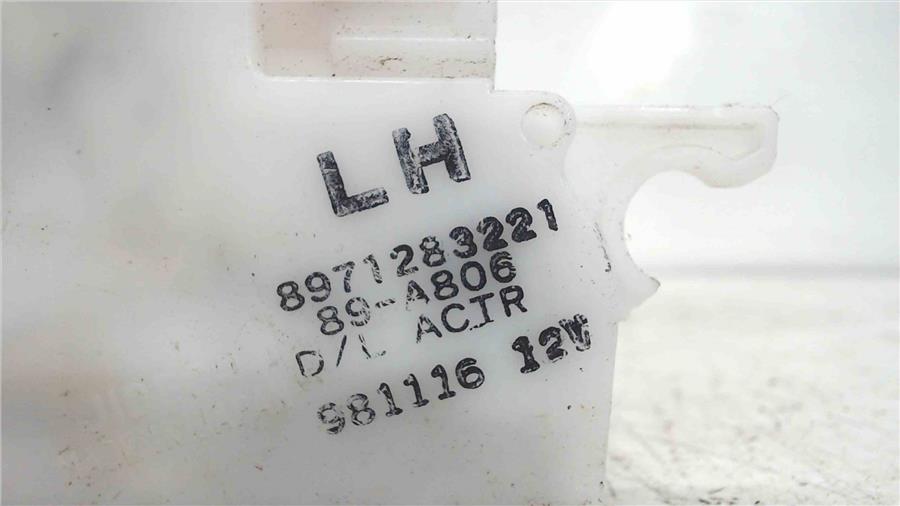 LH
8971283221
89-A806
D/L ACTR
981116 12V